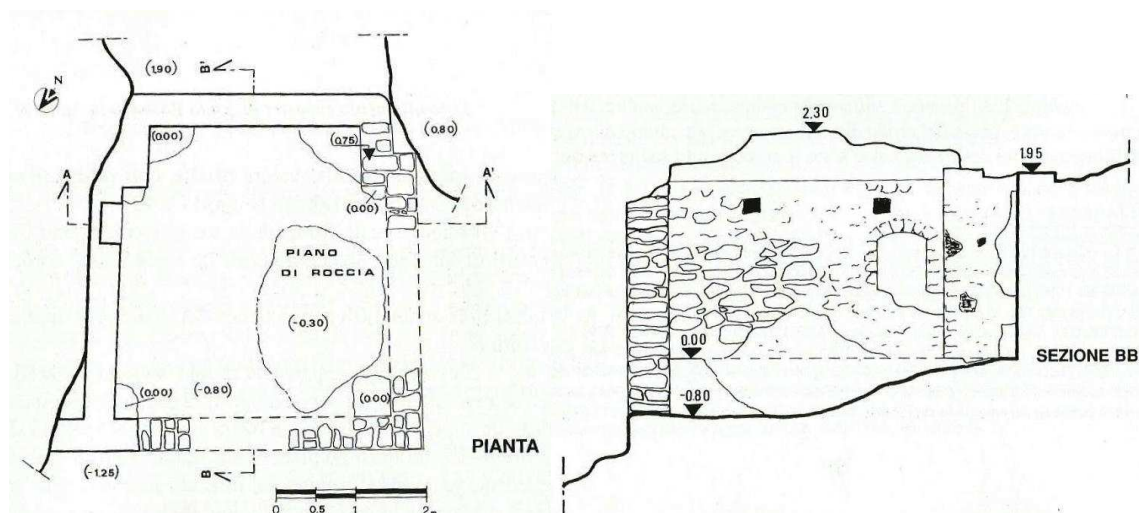 N
(1.90)
B'
(0.00)
(0.75)
(0.80)
A
A'
(0.00)
PIANO
DI ROCCIA
(-0.30)
(0.00)
(-0.80)
(0.00)
(-1.25)
B
PIANTA
0 0.5 1 2
2.30
1.95
0.00
-0.80
SEZIONE BB